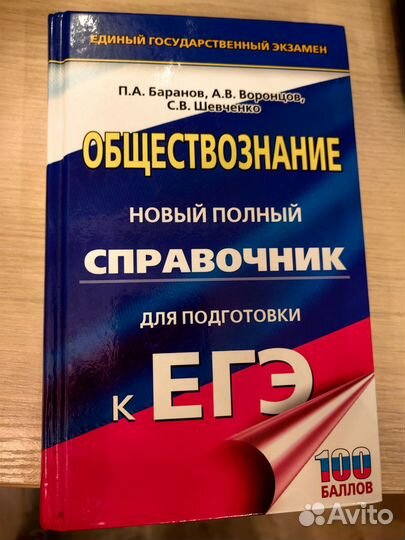 ЕДИНЫЙ ГОСУДАРСТВЕННЫЙ ЭКЗАМЕН
П.А. Баранов, А.В. Воронцов,
С.В. Шевченко
ОБЩЕСТВОЗНАНИЕ
НОВЫЙ ПОЛНЫЙ
СПРАВОЧНИК
ДЛЯ ПОДГОТОВКИ
К ЕГЭ
100
БАЛЛОВ
Avito